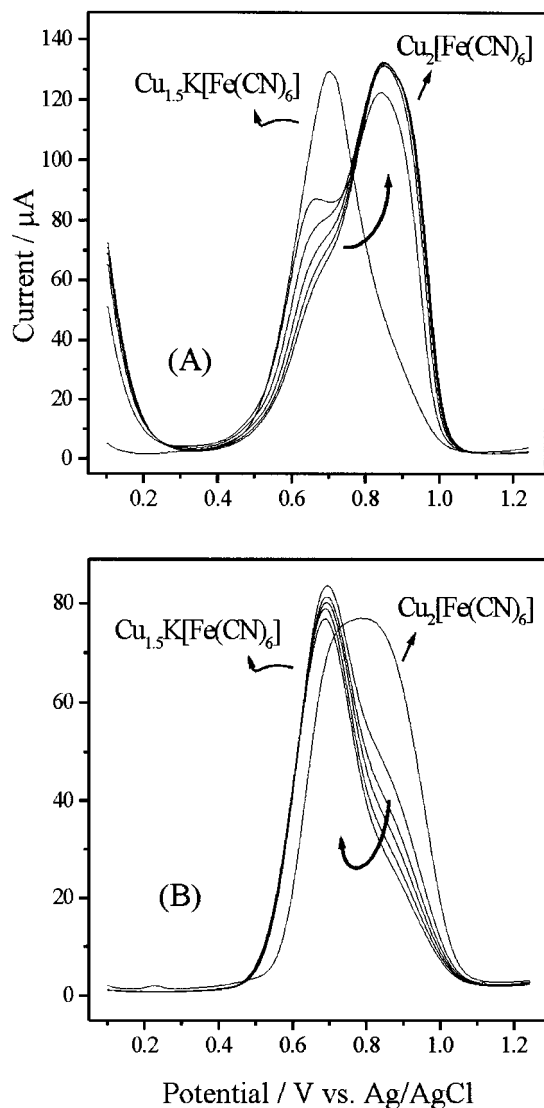 140
120
100
80
60
40
20
0
Current / μA
Cu1.5K[Fe(CN)6]
Cu2[Fe(CN)6]
(A)
0.2 0.4 0.6 0.8 1.0 1.2
80
60
40
20
0
Cu1.5K[Fe(CN)6]
Cu2[Fe(CN)6]
(B)
0.2 0.4 0.6 0.8 1.0 1.2
Potential / V vs. Ag/AgCl